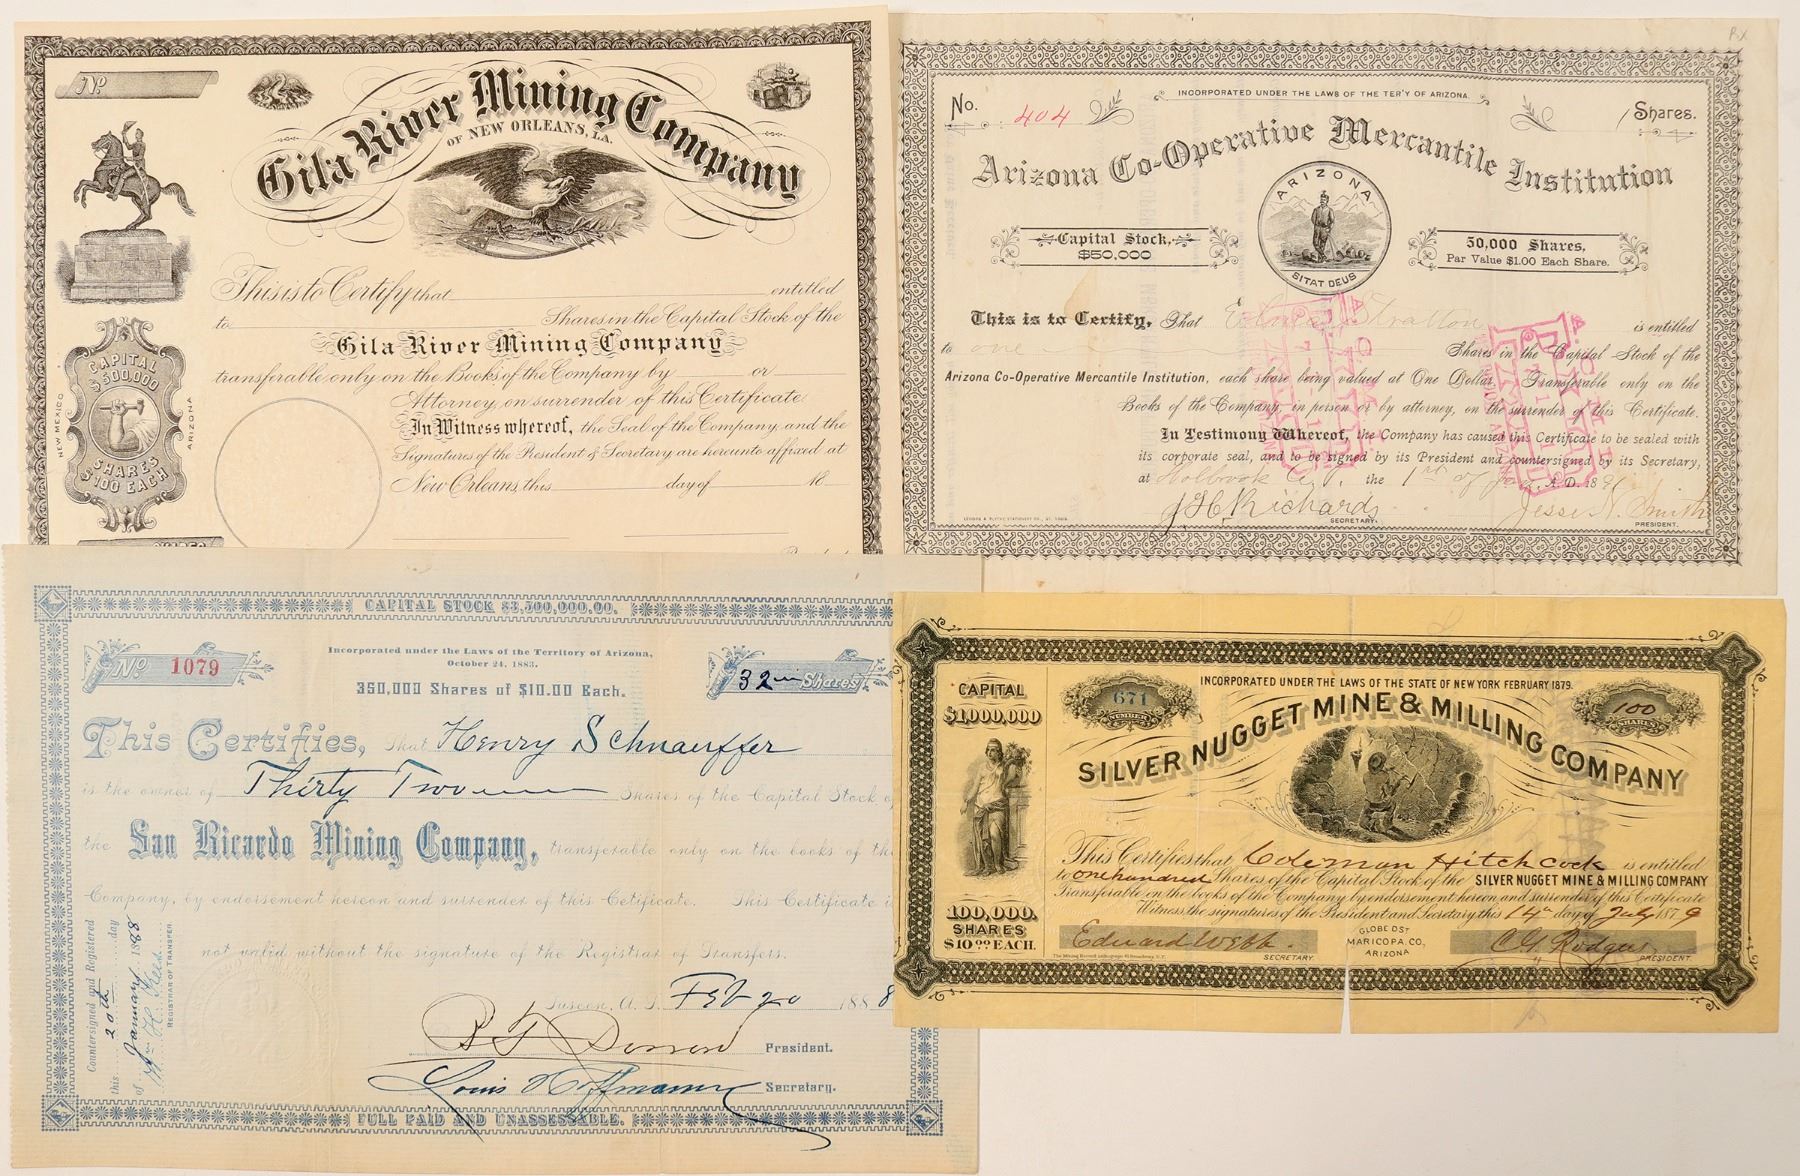 No.
Gila River Mining Company
OF NEW ORLEANS, LA.
This is to Certify that entitled
to Shares in the Capital Stock of the
Gila River Mining Company
transferable only on the Books of the Company by or
Attorney, on surrender of this Certificate
In Witness whereof, the Seal of the Company and the
Signatures of the President & Secretary are hereunto affixed at
New Orleans, this day of 18
CAPITAL
$500,000
SHARES
$100 EACH
NEW MEXICO
ARIZONA
P-X
INCORPORATED UNDER THE LAWS OF THE TER'Y OF ARIZONA.
No. 404
1 Shares.
Arizona Co-Operative Mercantile Institution
ARIZONA
SITAT DEUS
Capital Stock,
$50,000
50,000 Shares,
Par Value $1.00 Each Share.
This is to Certify, That Stratton is entitled
to one Shares in the Capital Stock of the
Arizona Co-Operative Mercantile Institution, each share being valued at One Dollar, Transferable only on the
Books of the Company, in person or by attorney, on the surrender of this Certificate.
In Testimony Whereof, the Company has caused this Certificate to be sealed with
its corporate seal, and to be signed by its President and countersigned by its Secretary,
at Holbrook A.T. the 1st of Jan, A.D. 189
J H Richards
SECRETARY.
Jesse N. Smith
PRESIDENT.
CAPITAL STOCK $3,500,000.00.
No. 1079
Incorporated under the Laws of the Territory of Arizona,
October 24, 1883.
350,000 Shares of $10.00 Each.
32 Shares
This Certifies, that Henry Schnauffer
is the owner of Thirty Two Shares of the Capital Stock o
the San Ricardo Mining Company, transferable only on the books of th
Company, by endorsement hereon and surrender of this Certificate. This Certificate i
not valid without the signature of the Registrar of Transfers.
Tucson, A. T. Feb 20 1888
President.
Louis Hoffmann Secretary.
FULL PAID AND UNASSESSABLE.
Countersigned and Registered
this 20th day
of January 1888
REGISTRAR OF TRANSFER
CAPITAL
$1,000,000
671
NUMBER
INCORPORATED UNDER THE LAWS OF THE STATE OF NEW YORK FEBRUARY 1879.
100
SHARES
SILVER NUGGET MINE & MILLING COMPANY
This Certifies that Coleman Hitchcock is entitled
to one hundred Shares of the Capital Stock of the SILVER NUGGET MINE & MILLING COMPANY
Transferable on the books of the Company by endorsement hereon and surrender of this Certificate
Witness the signatures of the President and Secretary this 14th day of July 1879
100,000.
SHARES
$10.00 EACH.
Edward Webb.
SECRETARY.
GLOBE DST
MARICOPA CO,
ARIZONA
C. G. Rodgers
PRESIDENT.